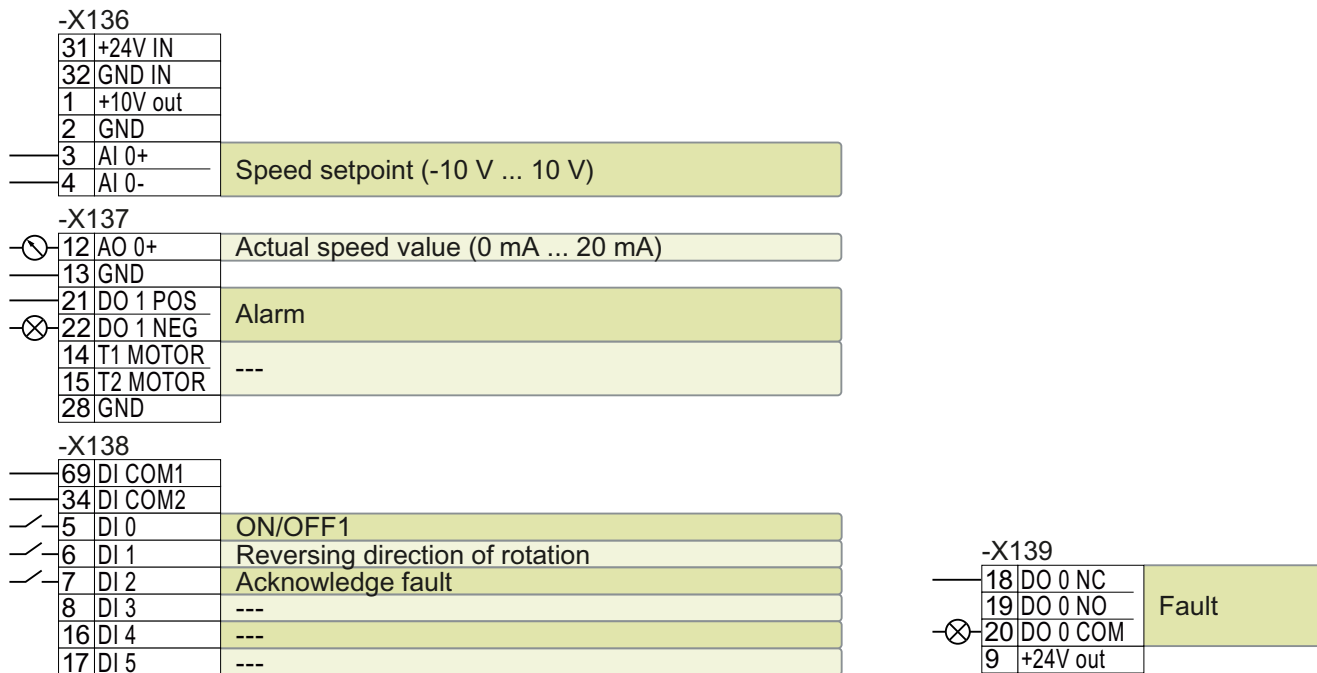 -X136
31 +24V IN
32 GND IN
1 +10V out
2 GND
3 AI 0+
4 AI 0-
Speed setpoint (-10 V ... 10 V)
-X137
12 AO 0+ Actual speed value (0 mA ... 20 mA)
13 GND
21 DO 1 POS
22 DO 1 NEG
Alarm
14 T1 MOTOR
15 T2 MOTOR
---
28 GND
-X138
69 DI COM1
34 DI COM2
5 DI 0 ON/OFF1
6 DI 1 Reversing direction of rotation
7 DI 2 Acknowledge fault
8 DI 3 ---
16 DI 4 ---
17 DI 5 ---
-X139
18 DO 0 NC
19 DO 0 NO
20 DO 0 COM
Fault
9 +24V out